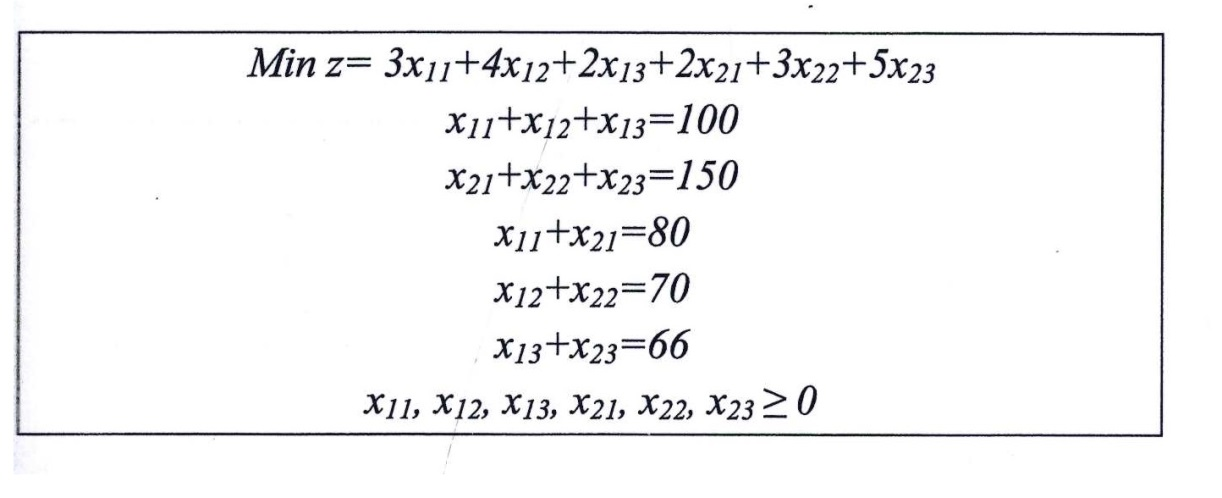 Min z= 3x11+4x12+2x13+2x21+3x22+5x23
x11+x12+x13=100
x21+x22+x23=150
x11+x21=80
x12+x22=70
x13+x23=66
x11, x12, x13, x21, x22, x23≥0